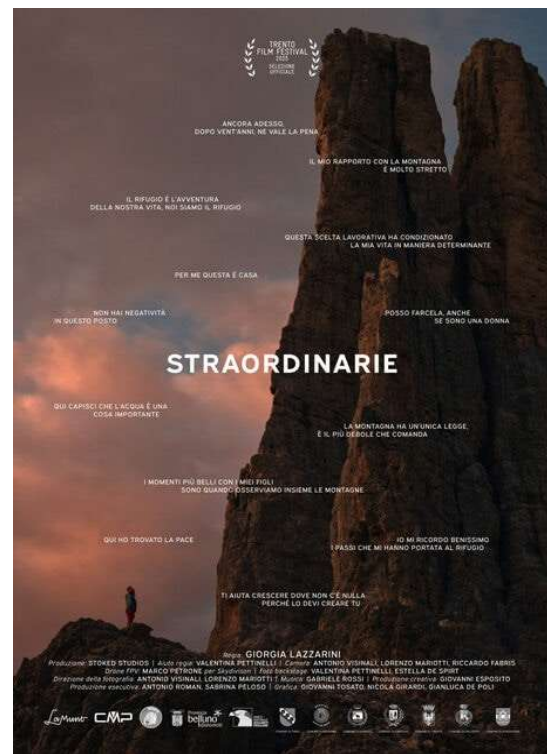 TRENTO
FILM FESTIVAL
2025
SELEZIONE
UFFICIALE
ANCORA ADESSO,
DOPO VENT'ANNI, NE VALE LA PENA
IL MIO RAPPORTO CON LA MONTAGNA
È MOLTO STRETTO
IL RIFUGIO È L'AVVENTURA
DELLA NOSTRA VITA, NOI SIAMO IL RIFUGIO
QUESTA SCELTA LAVORATIVA HA CONDIZIONATO
LA MIA VITA IN MANIERA DETERMINANTE
PER ME QUESTA È CASA
NON HAI NEGATIVITÀ
IN QUESTO POSTO
POSSO FARCELA, ANCHE
SE SONO UNA DONNA
STRAORDINARIE
QUI CAPISCI CHE L'ACQUA È UNA
COSA IMPORTANTE
LA MONTAGNA HA UN'UNICA LEGGE,
È IL PIÙ DEBOLE CHE COMANDA
I MOMENTI PIÙ BELLI CON I MIEI FIGLI
SONO QUANDO OSSERVIAMO INSIEME LE MONTAGNE
QUI HO TROVATO LA PACE
IO MI RICORDO BENISSIMO
I PASSI CHE MI HANNO PORTATA AL RIFUGIO
TI AIUTA CRESCERE DOVE NON C'È NULLA
PERCHÉ LO DEVI CREARE TU
Regia: GIORGIA LAZZARINI
Produzione: STOKED STUDIOS | Aiuto regia: VALENTINA PETTINELLI | Camera: ANTONIO VISINALI, LORENZO MARIOTTI, RICCARDO FABRIS
Drone FPV: MARCO PETRONE per Skydivison | Foto backstage: VALENTINA PETTINELLI, ESTELLA DE SPIRT
Direzione della fotografia: ANTONIO VISINALI, LORENZO MARIOTTI | Musica: GABRIELE ROSSI | Produzione creativa: GIOVANNI ESPOSITO
Produzione esecutiva: ANTONIO ROMAN, SABRINA PELOSO | Grafica: GIOVANNI TOSATO, NICOLA GIRARDI, GIANLUCA DE POLI
LaMunt CMP Provincia belluno dolomiti